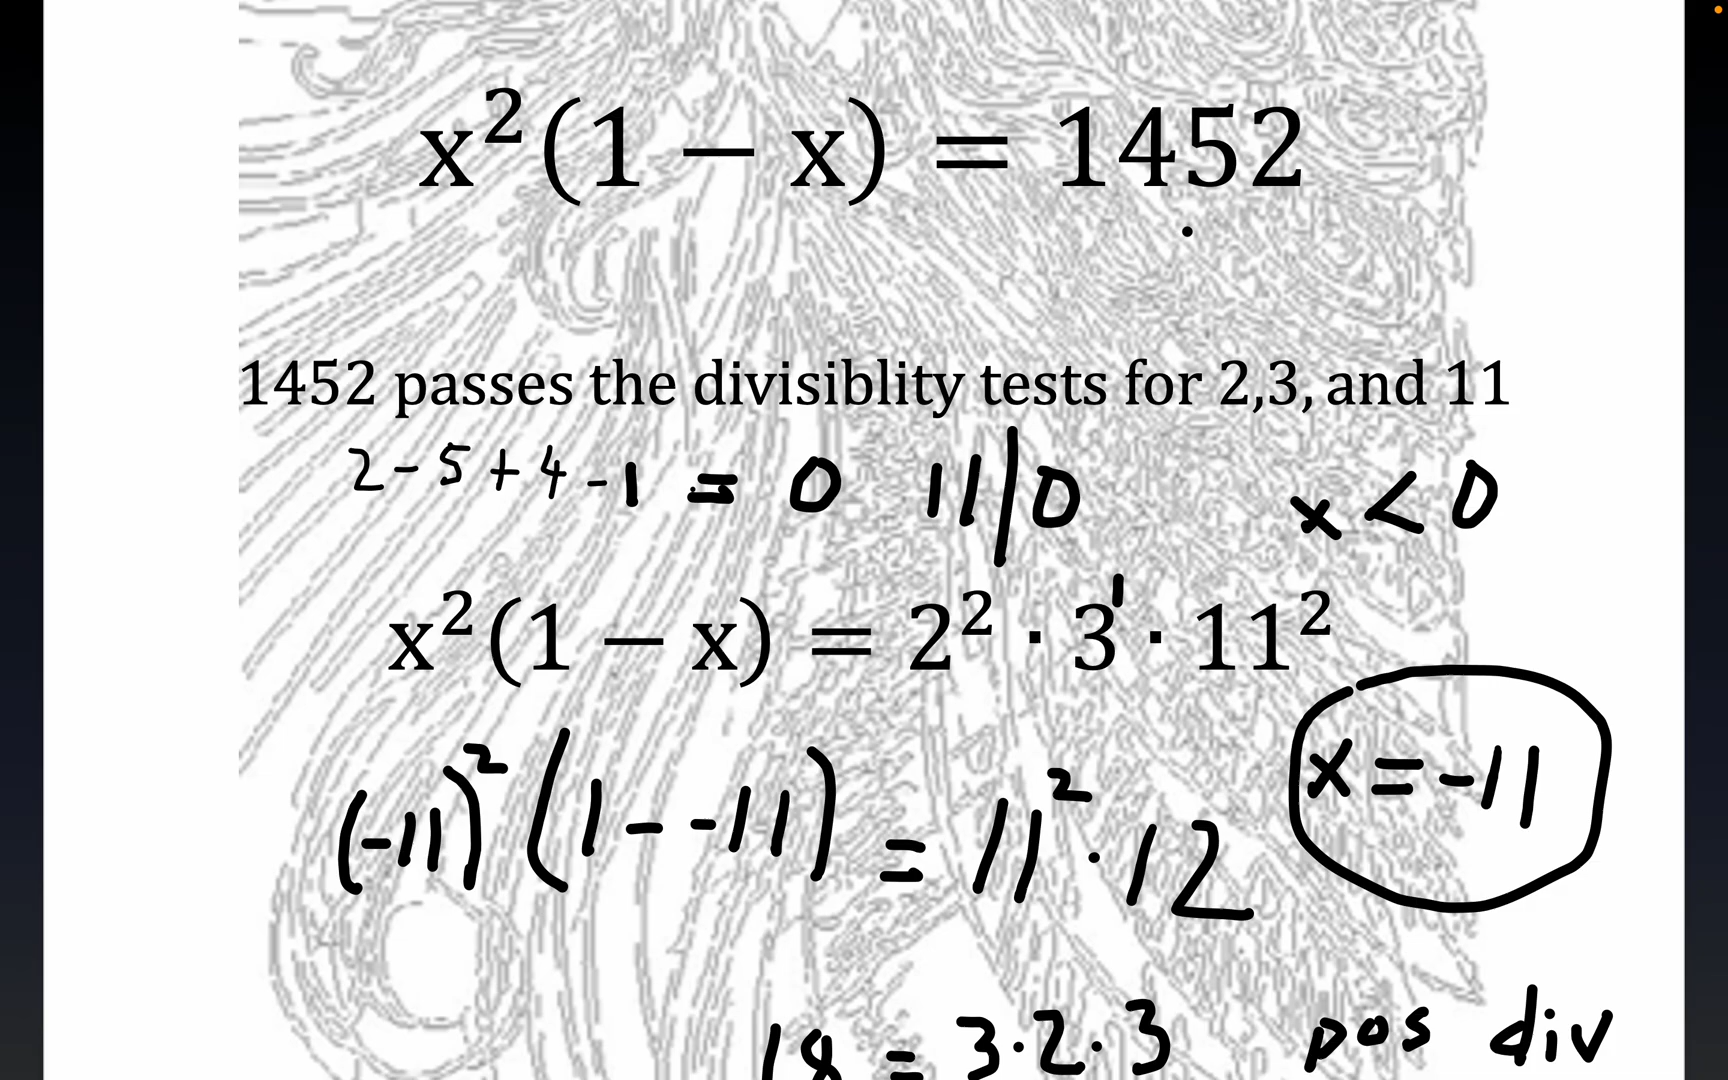 x²(1 − x) = 1452
1452 passes the divisiblity tests for 2,3, and 11
2 - 5 + 4 - 1 = 0 11|0 x < 0
x²(1 − x) = 2² · 3¹ · 11²
(-11)² (1 - -11) = 11² · 12 x = -11
18 = 3·2·3 pos div